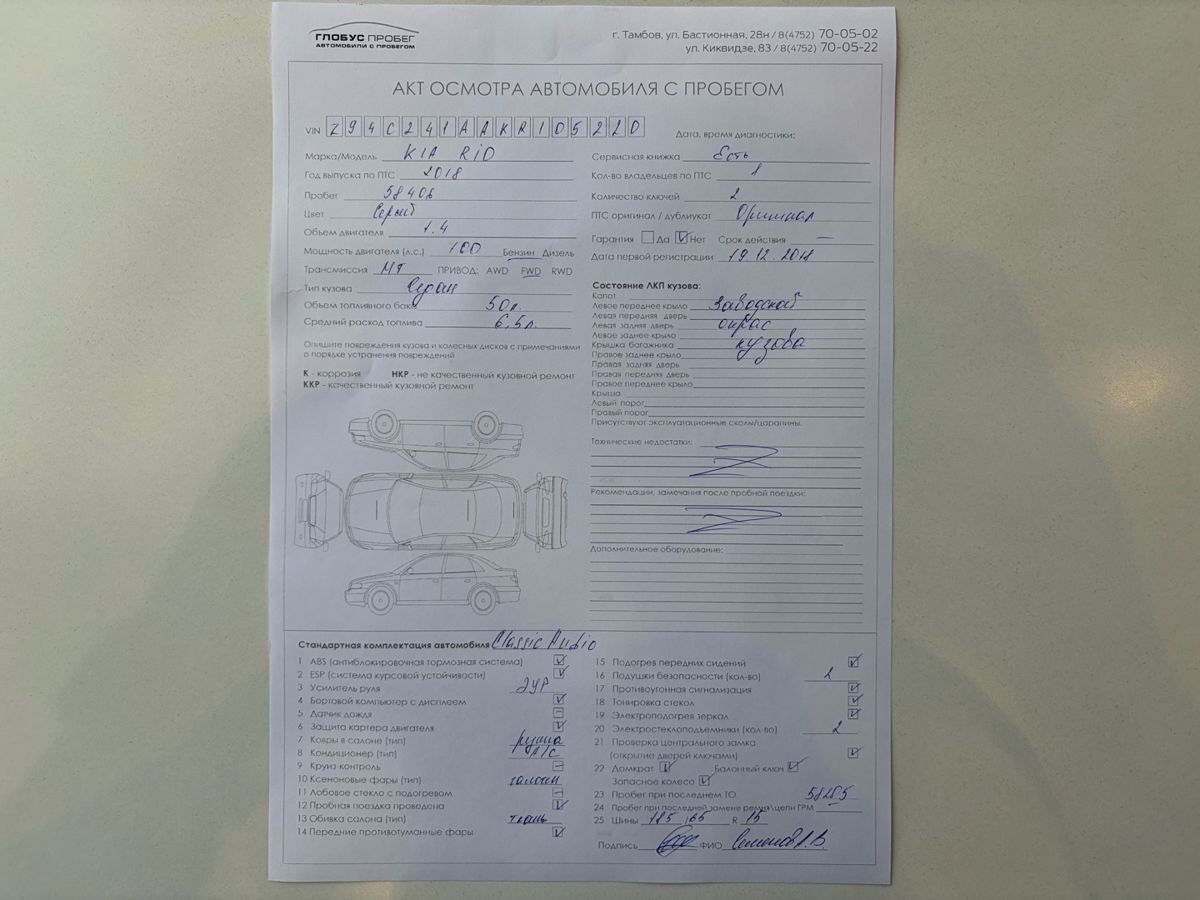 ГЛОБУС ПРОБЕГ
АВТОМОБИЛИ С ПРОБЕГОМ
г. Тамбов, ул. Бастионная, 28н / 8(4752) 70-05-02
ул. Киквидзе, 83 / 8(4752) 70-05-22
АКТ ОСМОТРА АВТОМОБИЛЯ С ПРОБЕГОМ
VIN Z94C241AAKR105220
Дата, время диагностики:
Марка/Модель KIA RIO
Год выпуска по ПТС 2018
Пробег 58406
Цвет Серый
Объем двигателя 1.4
Мощность двигателя (л.с.) 100 Бензин Дизель
Трансмиссия МТ ПРИВОД: AWD FWD RWD
Тип кузова Седан
Объем топливного бака 50л.
Средний расход топлива 6,5л.
Опишите повреждения кузова и колесных дисков с примечаниями
о порядке устранения повреждений
К - коррозия НКР - не качественный кузовной ремонт
ККР - качественный кузовной ремонт
Сервисная книжка Есть
Кол-во владельцев по ПТС 1
Количество ключей 2
ПТС оригинал / дубликат Оригинал
Гарантия Да Нет Срок действия —
Дата первой регистрации 19.12.2018
Состояние ЛКП кузова:
Капот
Левое переднее крыло Заводской
Левая передняя дверь
Левая задняя дверь окрас
Левое заднее крыло
Крышка багажника кузова
Правое заднее крыло
Правая задняя дверь
Правая передняя дверь
Правое переднее крыло
Крыша
Левый порог
Правый порог
Присутствуют эксплуатационные сколы/царапины.
Технические недостатки:
Рекомендации, замечания после пробной поездки:
Дополнительное оборудование:
Стандартная комплектация автомобиля Classic Audio
1 ABS (антиблокировочная тормозная система)
2 ESP (система курсовой устойчивости)
3 Усилитель руля ЭУР
4 Бортовой компьютер с дисплеем
5 Датчик дождя
6 Защита картера двигателя
7 Ковры в салоне (тип) резина
8 Кондиционер (тип) A/C
9 Круиз контроль
10 Ксеноновые фары (тип) галоген
11 Лобовое стекло с подогревом
12 Пробная поездка проведена
13 Обивка салона (тип) ткань
14 Передние противотуманные фары
15 Подогрев передних сидений
16 Подушки безопасности (кол-во) 2
17 Противоугонная сигнализация
18 Тонировка стекол
19 Электроподогрев зеркал
20 Электростеклоподъемники (кол-во) 2
21 Проверка центрального замка
(открытие дверей ключами)
22 Домкрат Балонный ключ
Запасное колесо
23 Пробег при последнем ТО 58205
24 Пробег при последней замене ремня\цепи ГРМ
25 Шины 185 /65 R 15
Подпись ФИО